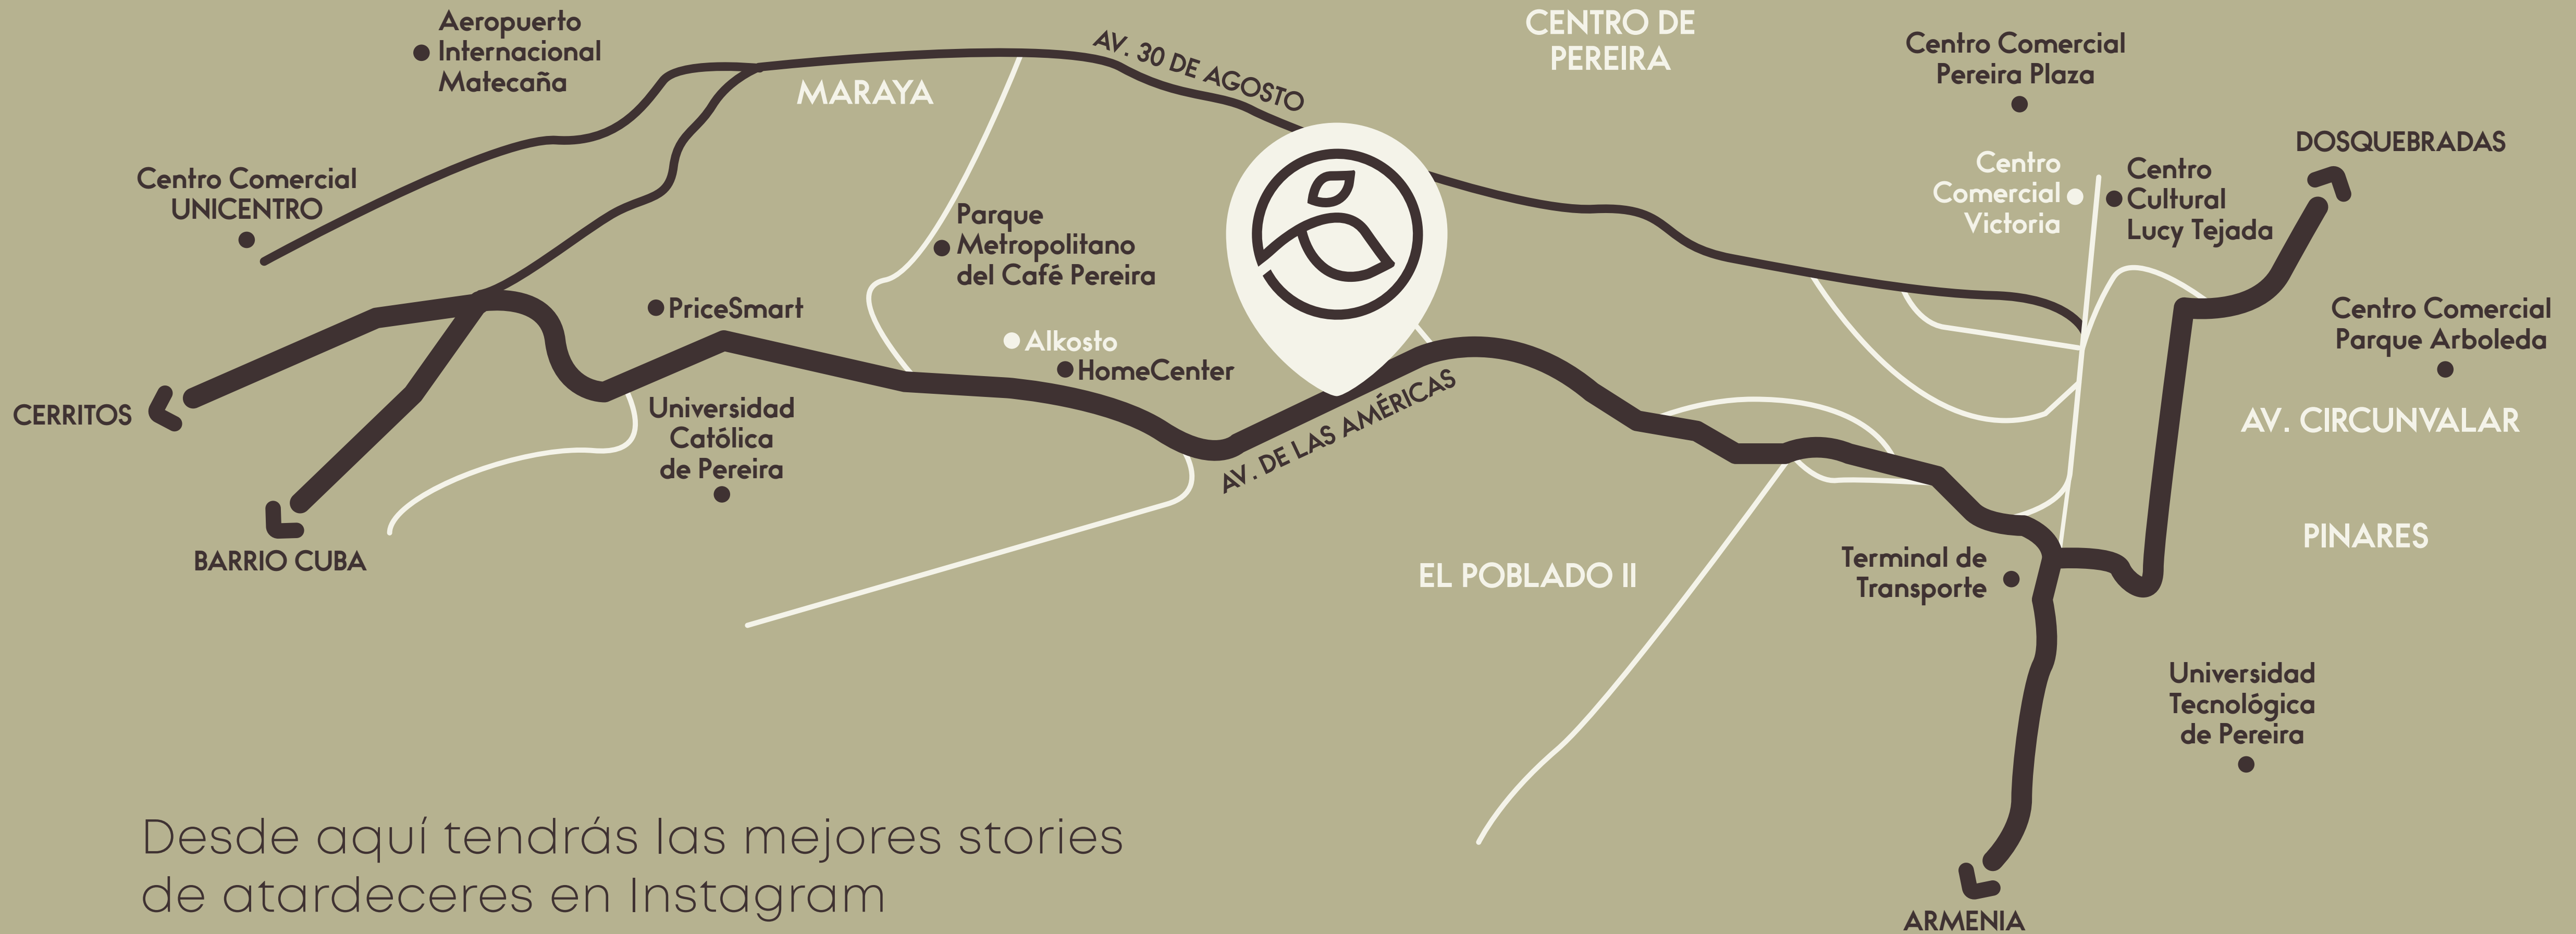 Aeropuerto
Internacional
Matecaña
AV. 30 DE AGOSTO
CENTRO DE
PEREIRA
Centro Comercial
Pereira Plaza
MARAYA
DOSQUEBRADAS
Centro Comercial
UNICENTRO
Centro
Comercial
Victoria
Centro
Cultural
Lucy Tejada
Parque
Metropolitano
del Café Pereira
PriceSmart
Alkosto
HomeCenter
Centro Comercial
Parque Arboleda
CERRITOS
Universidad
Católica
de Pereira
AV. DE LAS AMÉRICAS
AV. CIRCUNVALAR
BARRIO CUBA
PINARES
EL POBLADO II
Terminal de
Transporte
Universidad
Tecnológica
de Pereira
Desde aquí tendrás las mejores stories
de atardeceres en Instagram
ARMENIA